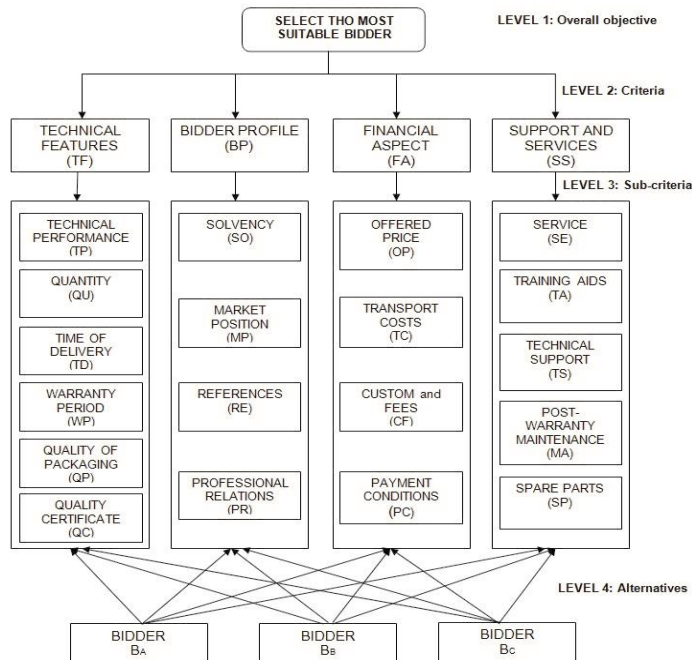 SELECT THO MOST
SUITABLE BIDDER
LEVEL 1: Overall objective
LEVEL 2: Criteria
TECHNICAL
FEATURES
(TF)
BIDDER PROFILE
(BP)
FINANCIAL
ASPECT
(FA)
SUPPORT AND
SERVICES
(SS)
LEVEL 3: Sub-criteria
TECHNICAL
PERFORMANCE
(TP)
QUANTITY
(QU)
TIME OF
DELIVERY
(TD)
WARRANTY
PERIOD
(WP)
QUALITY OF
PACKAGING
(QP)
QUALITY
CERTIFICATE
(QC)
SOLVENCY
(SO)
MARKET
POSITION
(MP)
REFERENCES
(RE)
PROFESSIONAL
RELATIONS
(PR)
OFFERED
PRICE
(OP)
TRANSPORT
COSTS
(TC)
CUSTOM and
FEES
(CF)
PAYMENT
CONDITIONS
(PC)
SERVICE
(SE)
TRAINING AIDS
(TA)
TECHNICAL
SUPPORT
(TS)
POST-
WARRANTY
MAINTENANCE
(MA)
SPARE PARTS
(SP)
LEVEL 4: Alternatives
BIDDER
BA
BIDDER
BB
BIDDER
BC